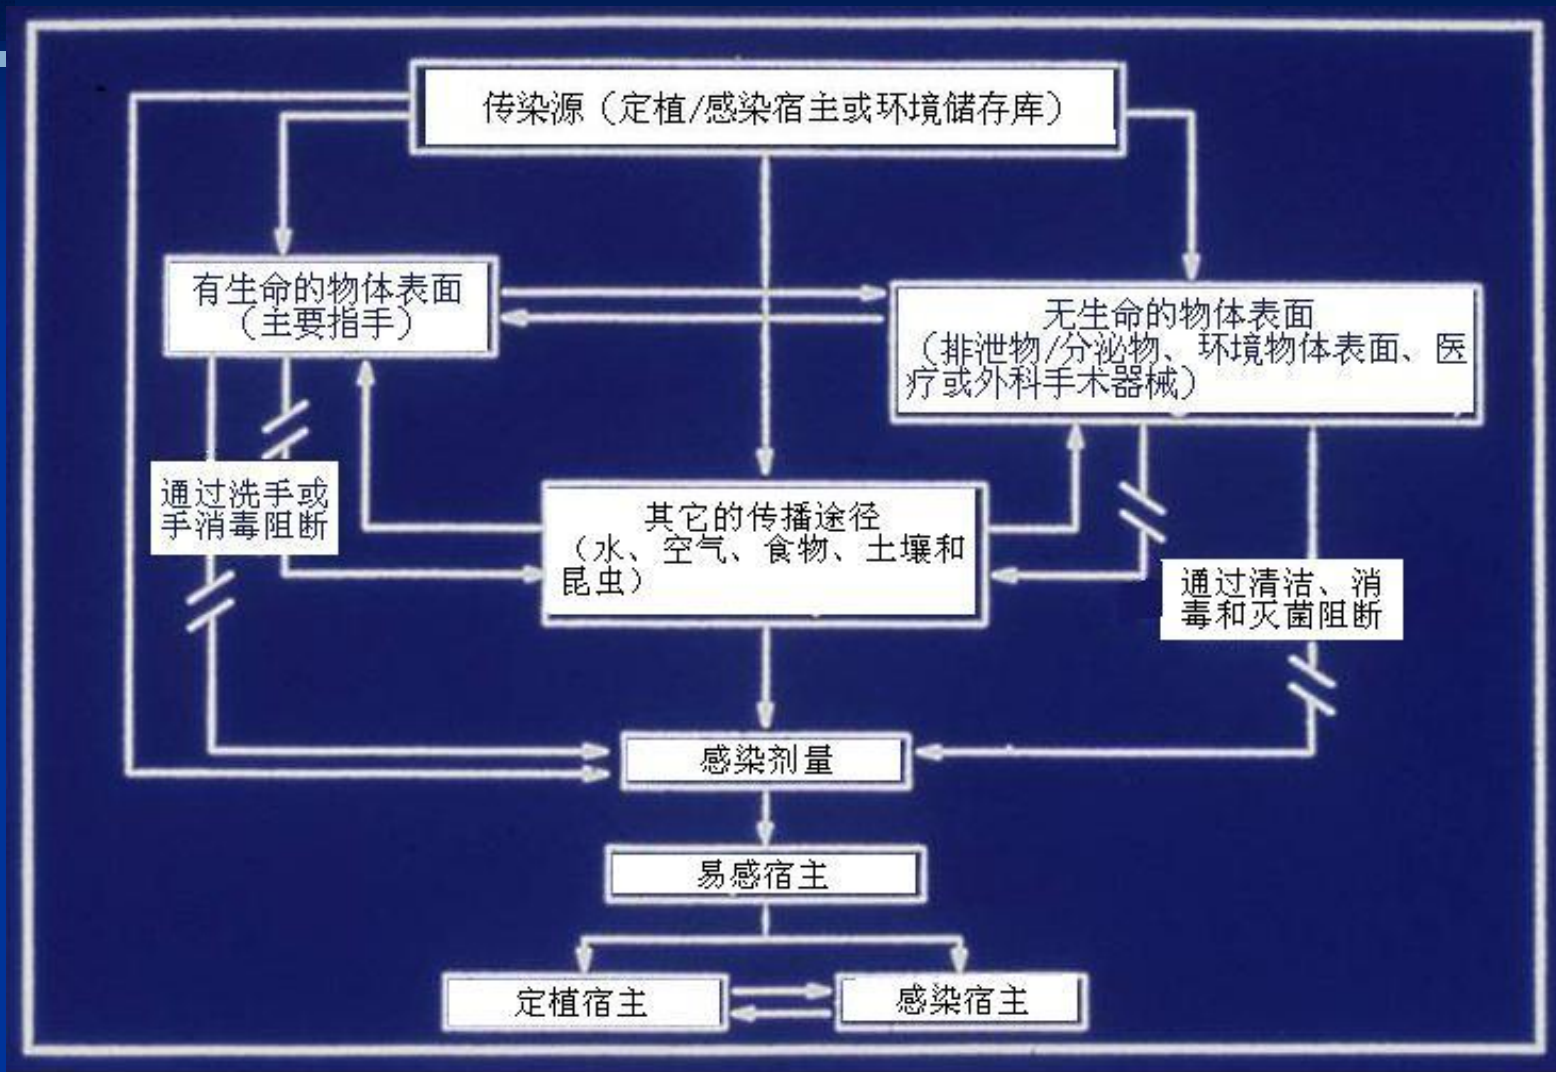 传染源（定植/感染宿主或环境储存库）
有生命的物体表面
（主要指手）
无生命的物体表面
（排泄物/分泌物、环境物体表面、医
疗或外科手术器械）
通过洗手或
手消毒阻断
其它的传播途径
（水、空气、食物、土壤和
昆虫）
通过清洁、消
毒和灭菌阻断
感染剂量
易感宿主
定植宿主
感染宿主